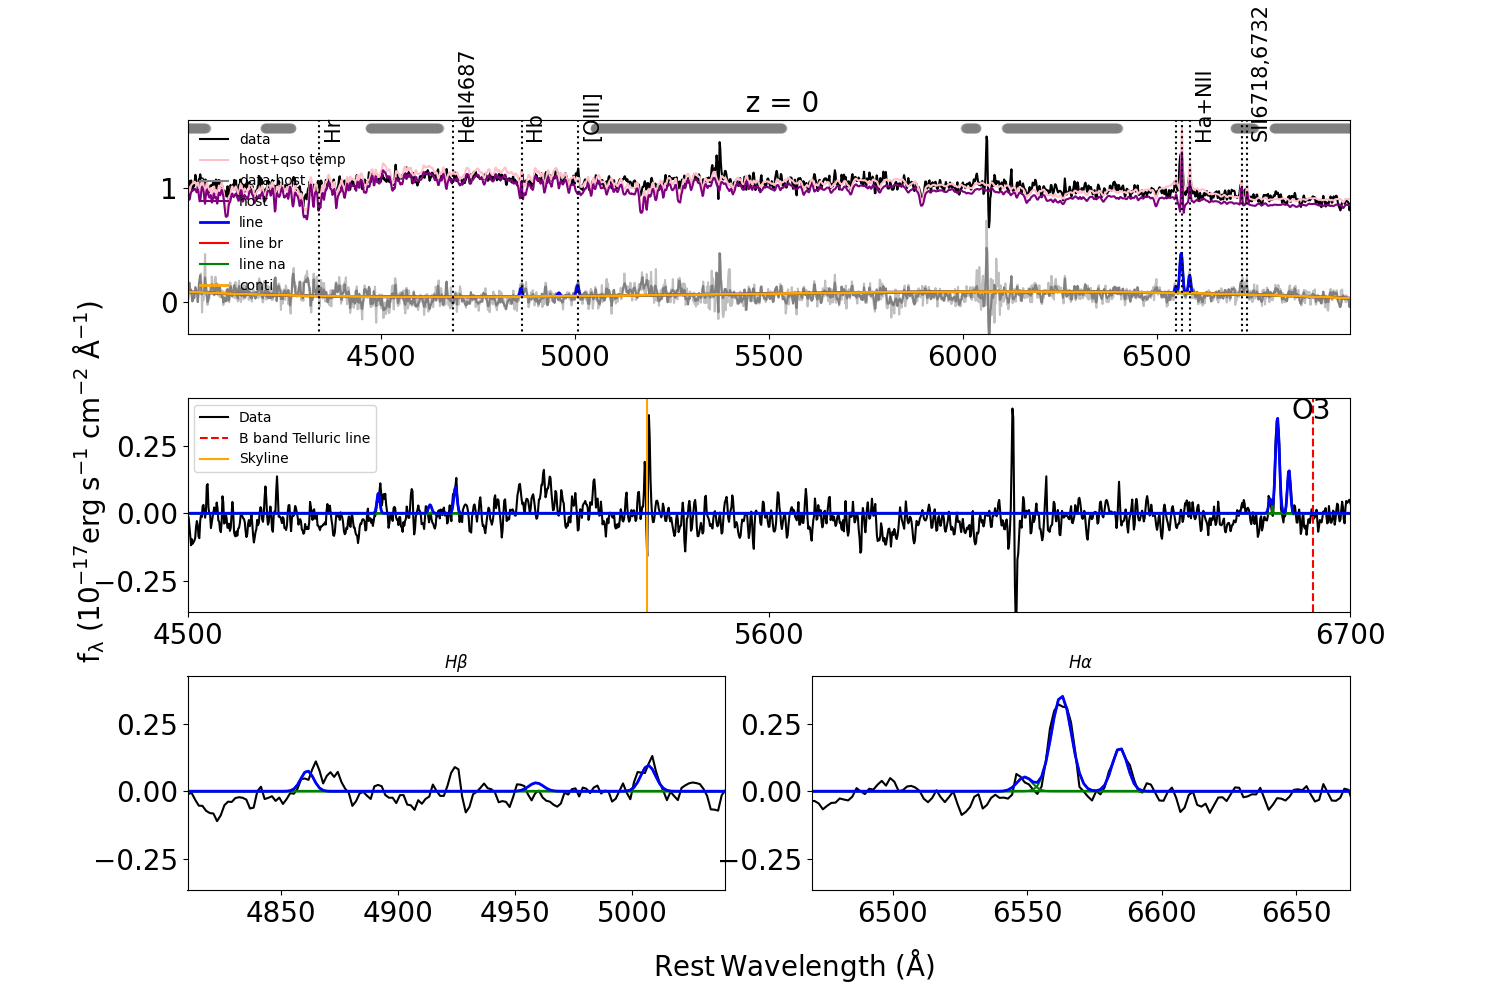 z = 0
Hr
HeII4687
Hb
[OIII]
Ha+NII
SII6718,6732
data
host+qso temp
data-host
host
line
line br
line na
conti
1
0
4500 5000 5500 6000 6500
f_λ (10^−17 erg s^−1 cm^−2 Å^−1)
Data
B band Telluric line
Skyline
O3
0.25
0.00
−0.25
4500 5600 6700
Hβ
0.25
0.00
−0.25
4850 4900 4950 5000
Hα
0.25
0.00
−0.25
6500 6550 6600 6650
Rest Wavelength (Å)